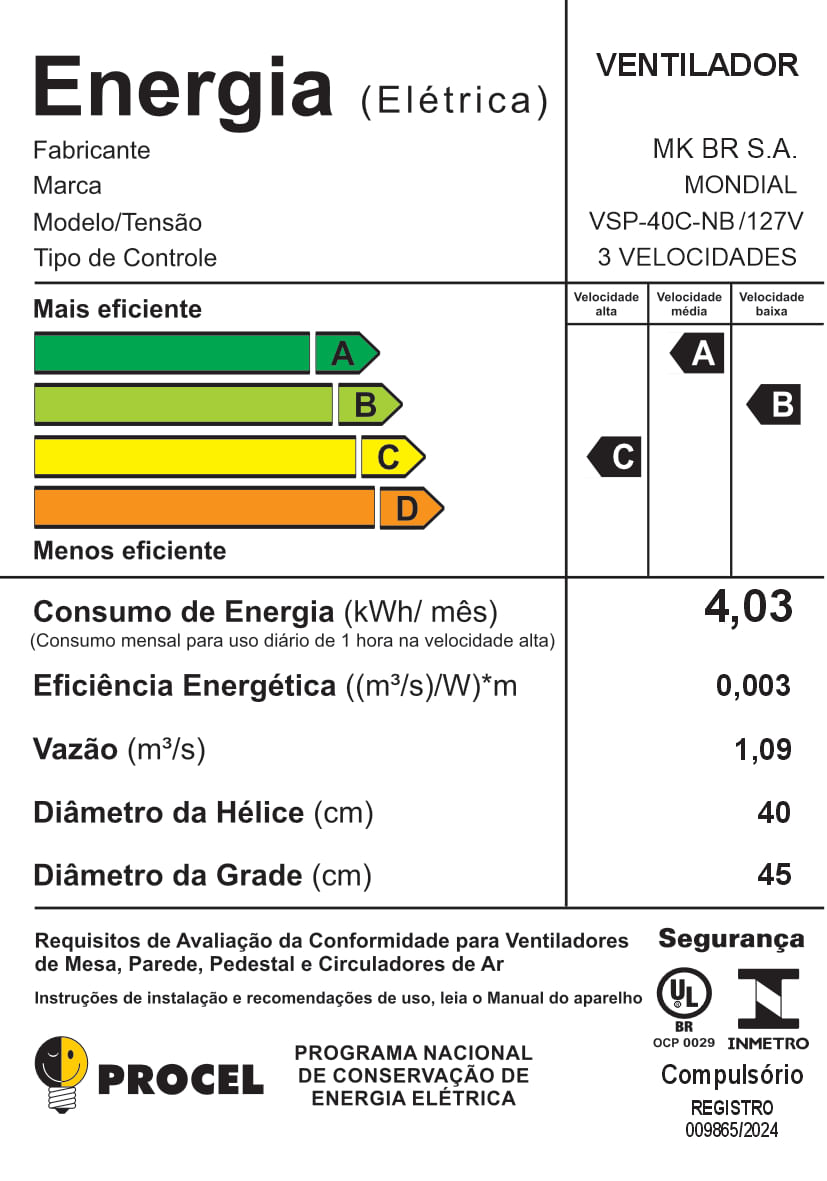 Energia (Elétrica)
VENTILADOR
Fabricante MK BR S.A.
Marca MONDIAL
Modelo/Tensão VSP-40C-NB/127V
Tipo de Controle 3 VELOCIDADES
Mais eficiente
Velocidade alta
Velocidade média
Velocidade baixa
A A
B B
C C
D
Menos eficiente
Consumo de Energia (kWh/ mês) 4,03
(Consumo mensal para uso diário de 1 hora na velocidade alta)
Eficiência Energética ((m³/s)/W)*m 0,003
Vazão (m³/s) 1,09
Diâmetro da Hélice (cm) 40
Diâmetro da Grade (cm) 45
Requisitos de Avaliação da Conformidade para Ventiladores
de Mesa, Parede, Pedestal e Circuladores de Ar
Instruções de instalação e recomendações de uso, leia o Manual do aparelho
PROCEL
PROGRAMA NACIONAL
DE CONSERVAÇÃO DE
ENERGIA ELÉTRICA
Segurança
UL ®
BR
OCP 0029 INMETRO
Compulsório
REGISTRO
009865/2024